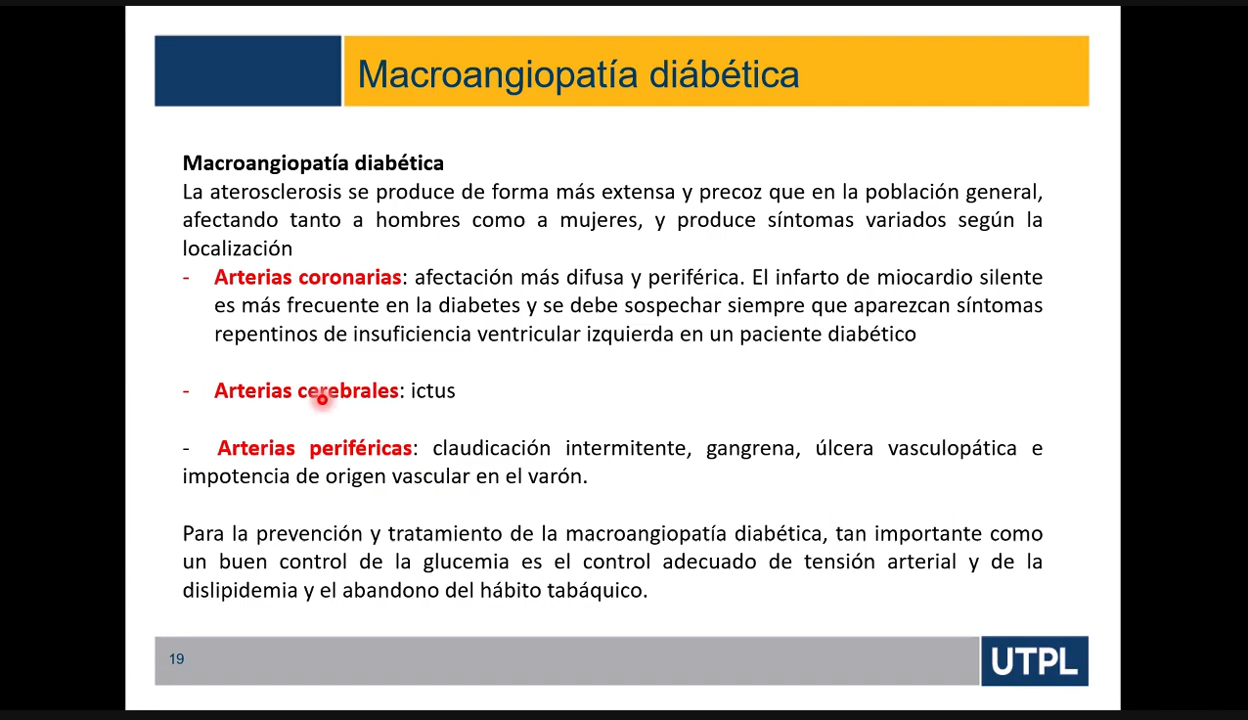 Macroangiopatía diábética
Macroangiopatía diabética
La aterosclerosis se produce de forma más extensa y precoz que en la población general,
afectando tanto a hombres como a mujeres, y produce síntomas variados según la
localización
- Arterias coronarias: afectación más difusa y periférica. El infarto de miocardio silente
es más frecuente en la diabetes y se debe sospechar siempre que aparezcan síntomas
repentinos de insuficiencia ventricular izquierda en un paciente diabético
- Arterias cerebrales: ictus
- Arterias periféricas: claudicación intermitente, gangrena, úlcera vasculopática e
impotencia de origen vascular en el varón.
Para la prevención y tratamiento de la macroangiopatía diabética, tan importante como
un buen control de la glucemia es el control adecuado de tensión arterial y de la
dislipidemia y el abandono del hábito tabáquico.
19
UTPL